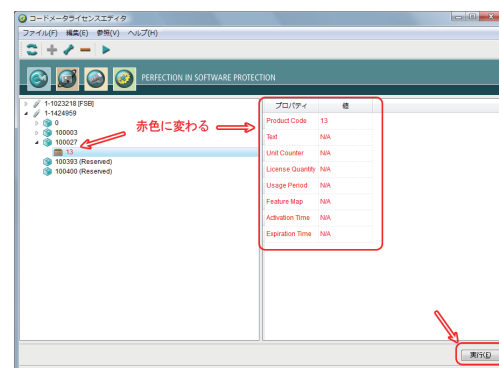 コードメータライセンスエディタ
ファイル(F) 編集(E) 参照(V) ヘルプ(H)
PERFECTION IN SOFTWARE PROTECTION
1-1023218 [FSB]
1-1424959
0
100003
100027
13
100393 (Reserved)
100400 (Reserved)
赤色に変わる
プロパティ 値
Product Code 13
Text N/A
Unit Counter N/A
License Quantity N/A
Usage Period N/A
Feature Map N/A
Activation Time N/A
Expiration Time N/A
実行(E)